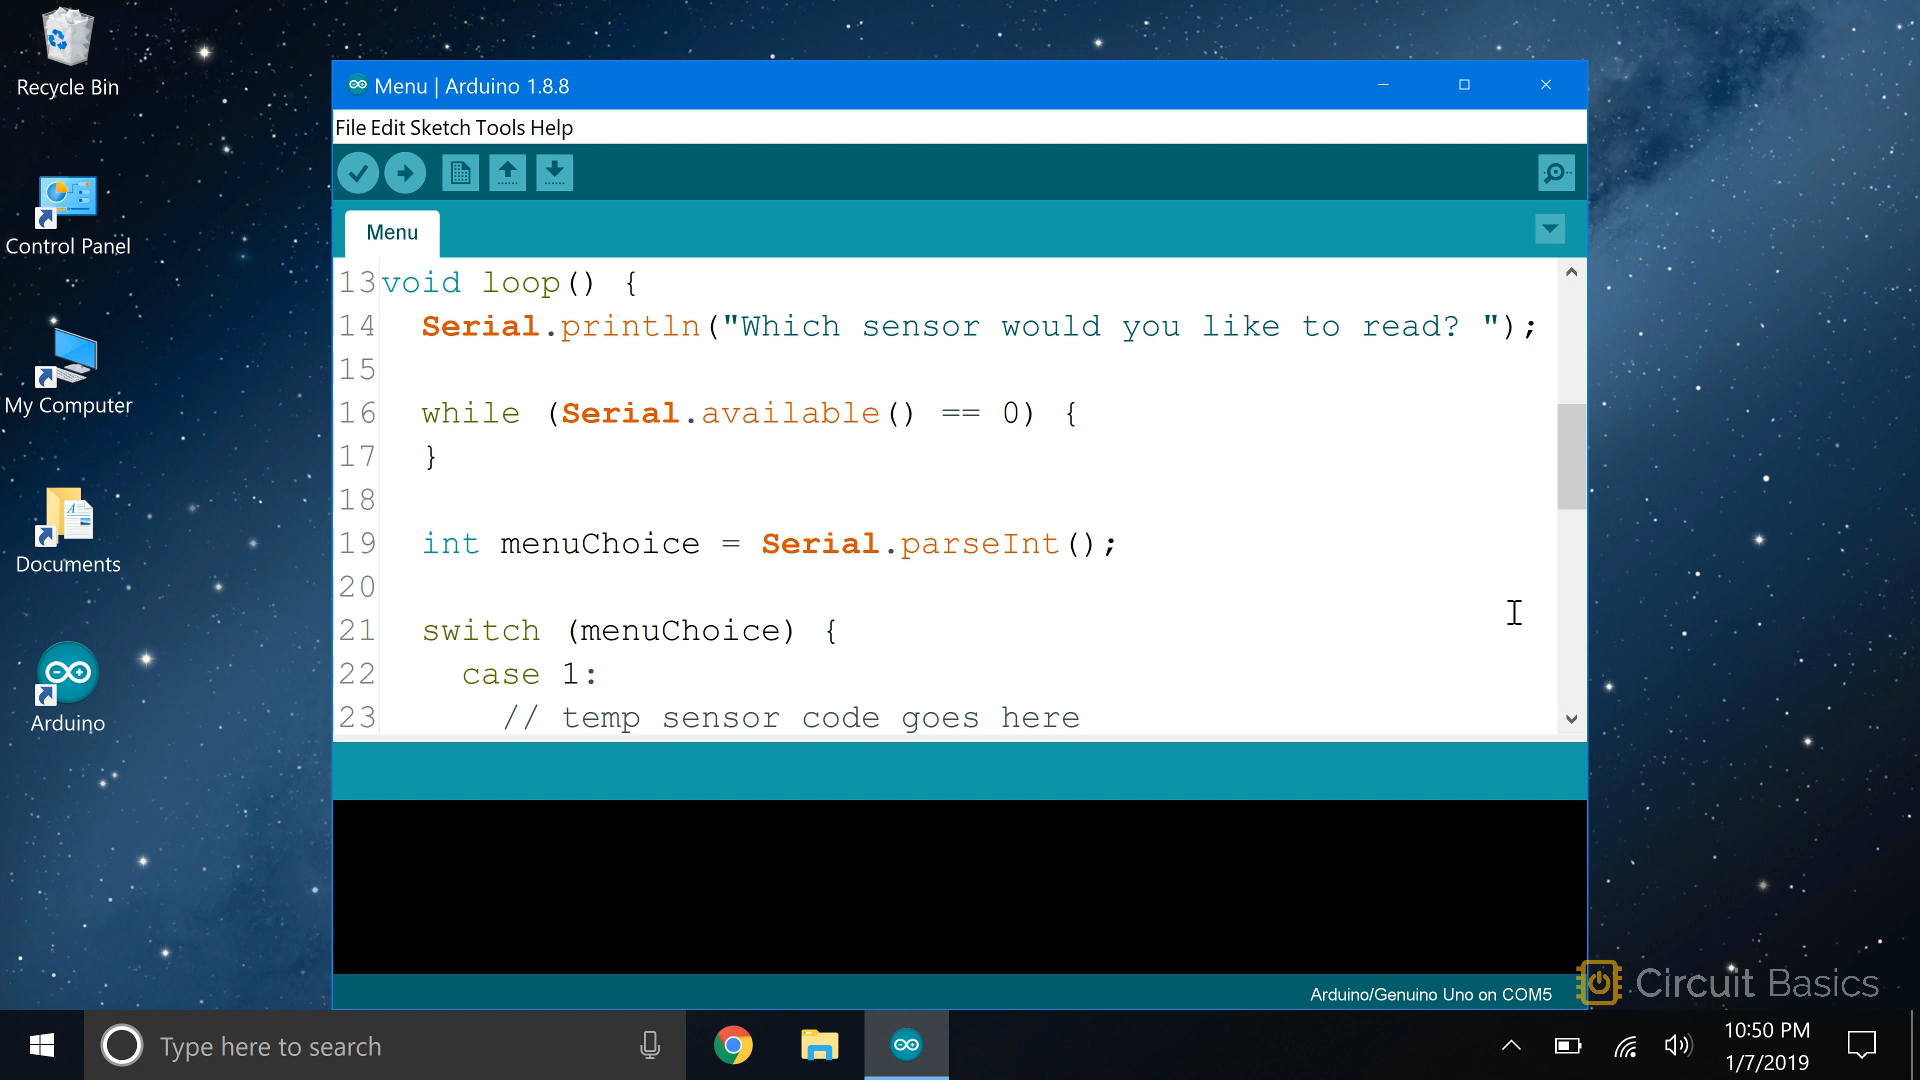 Recycle Bin
Control Panel
My Computer
Documents
Arduino
Menu | Arduino 1.8.8
File Edit Sketch Tools Help
Menu
13 void loop() {
14 Serial.println("Which sensor would you like to read? ");
15
16 while (Serial.available() == 0) {
17 }
18
19 int menuChoice = Serial.parseInt();
20
21 switch (menuChoice) {
22 case 1:
23 // temp sensor code goes here
Arduino/Genuino Uno on COM5
Circuit Basics
Type here to search
10:50 PM
1/7/2019